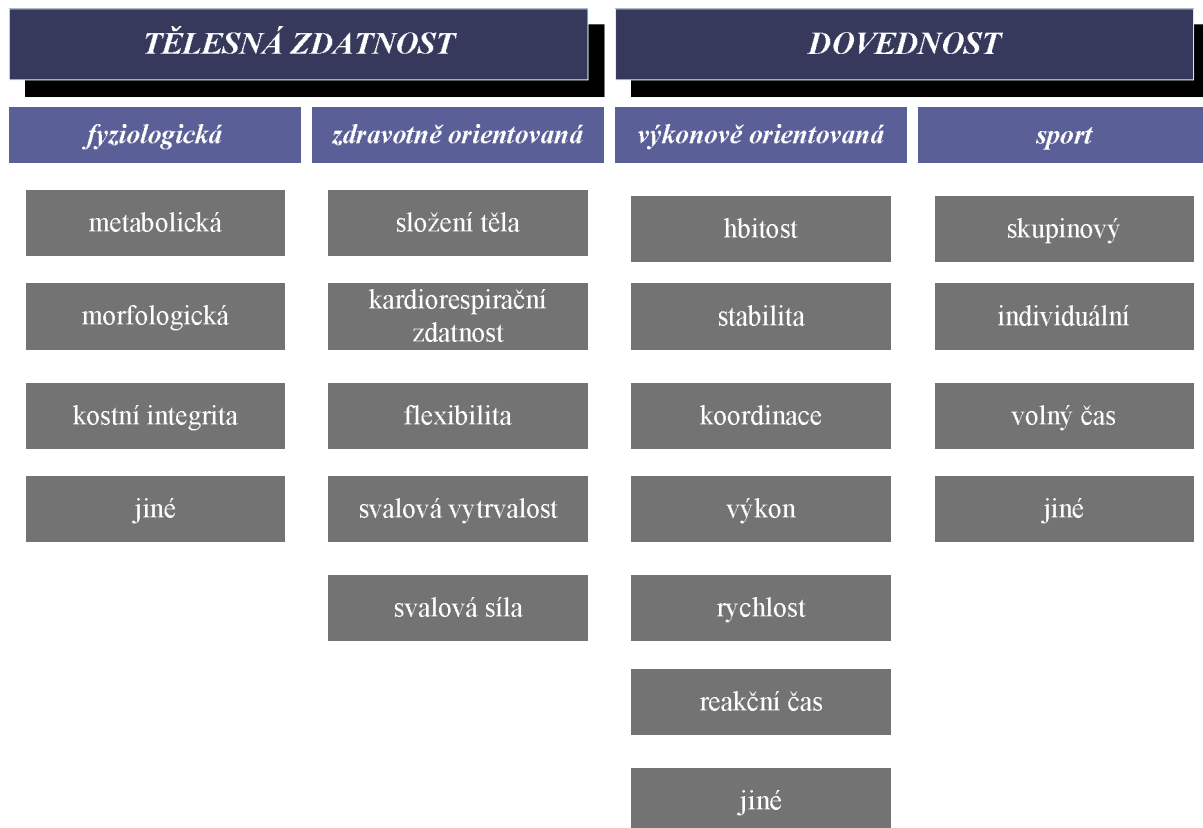 TĚLESNÁ ZDATNOST
DOVEDNOST
fyziologická
zdravotně orientovaná
výkonově orientovaná
sport
metabolická
morfologická
kostní integrita
jiné
složení těla
kardiorespirační
zdatnost
flexibilita
svalová vytrvalost
svalová síla
hbitost
stabilita
koordinace
výkon
rychlost
reakční čas
jiné
skupinový
individuální
volný čas
jiné